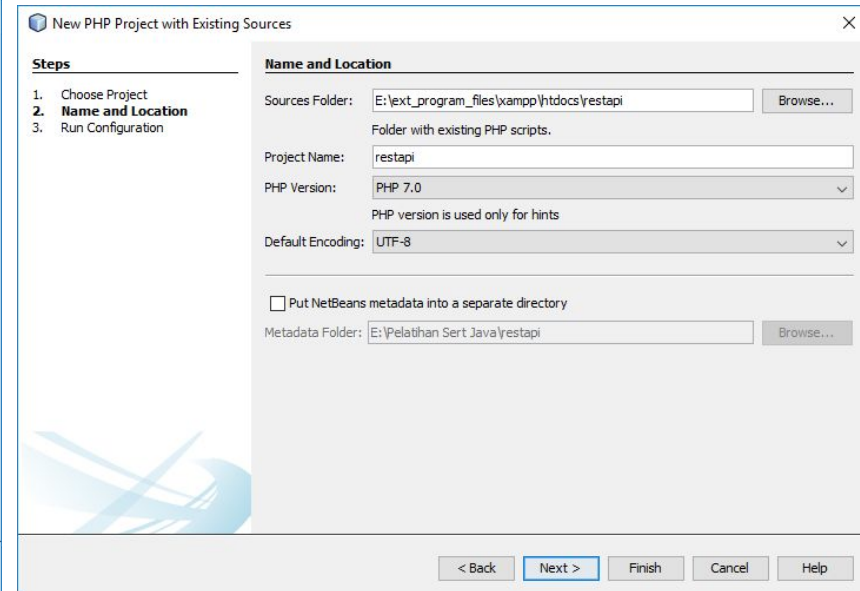 New PHP Project with Existing Sources
Steps
1. Choose Project
2. Name and Location
3. Run Configuration
Name and Location
Sources Folder: E:\ext_program_files\xampp\htdocs\restapi Browse...
Folder with existing PHP scripts.
Project Name: restapi
PHP Version: PHP 7.0
PHP version is used only for hints
Default Encoding: UTF-8
Put NetBeans metadata into a separate directory
Metadata Folder: E:\Pelatihan Sert Java\restapi Browse...
< Back Next > Finish Cancel Help